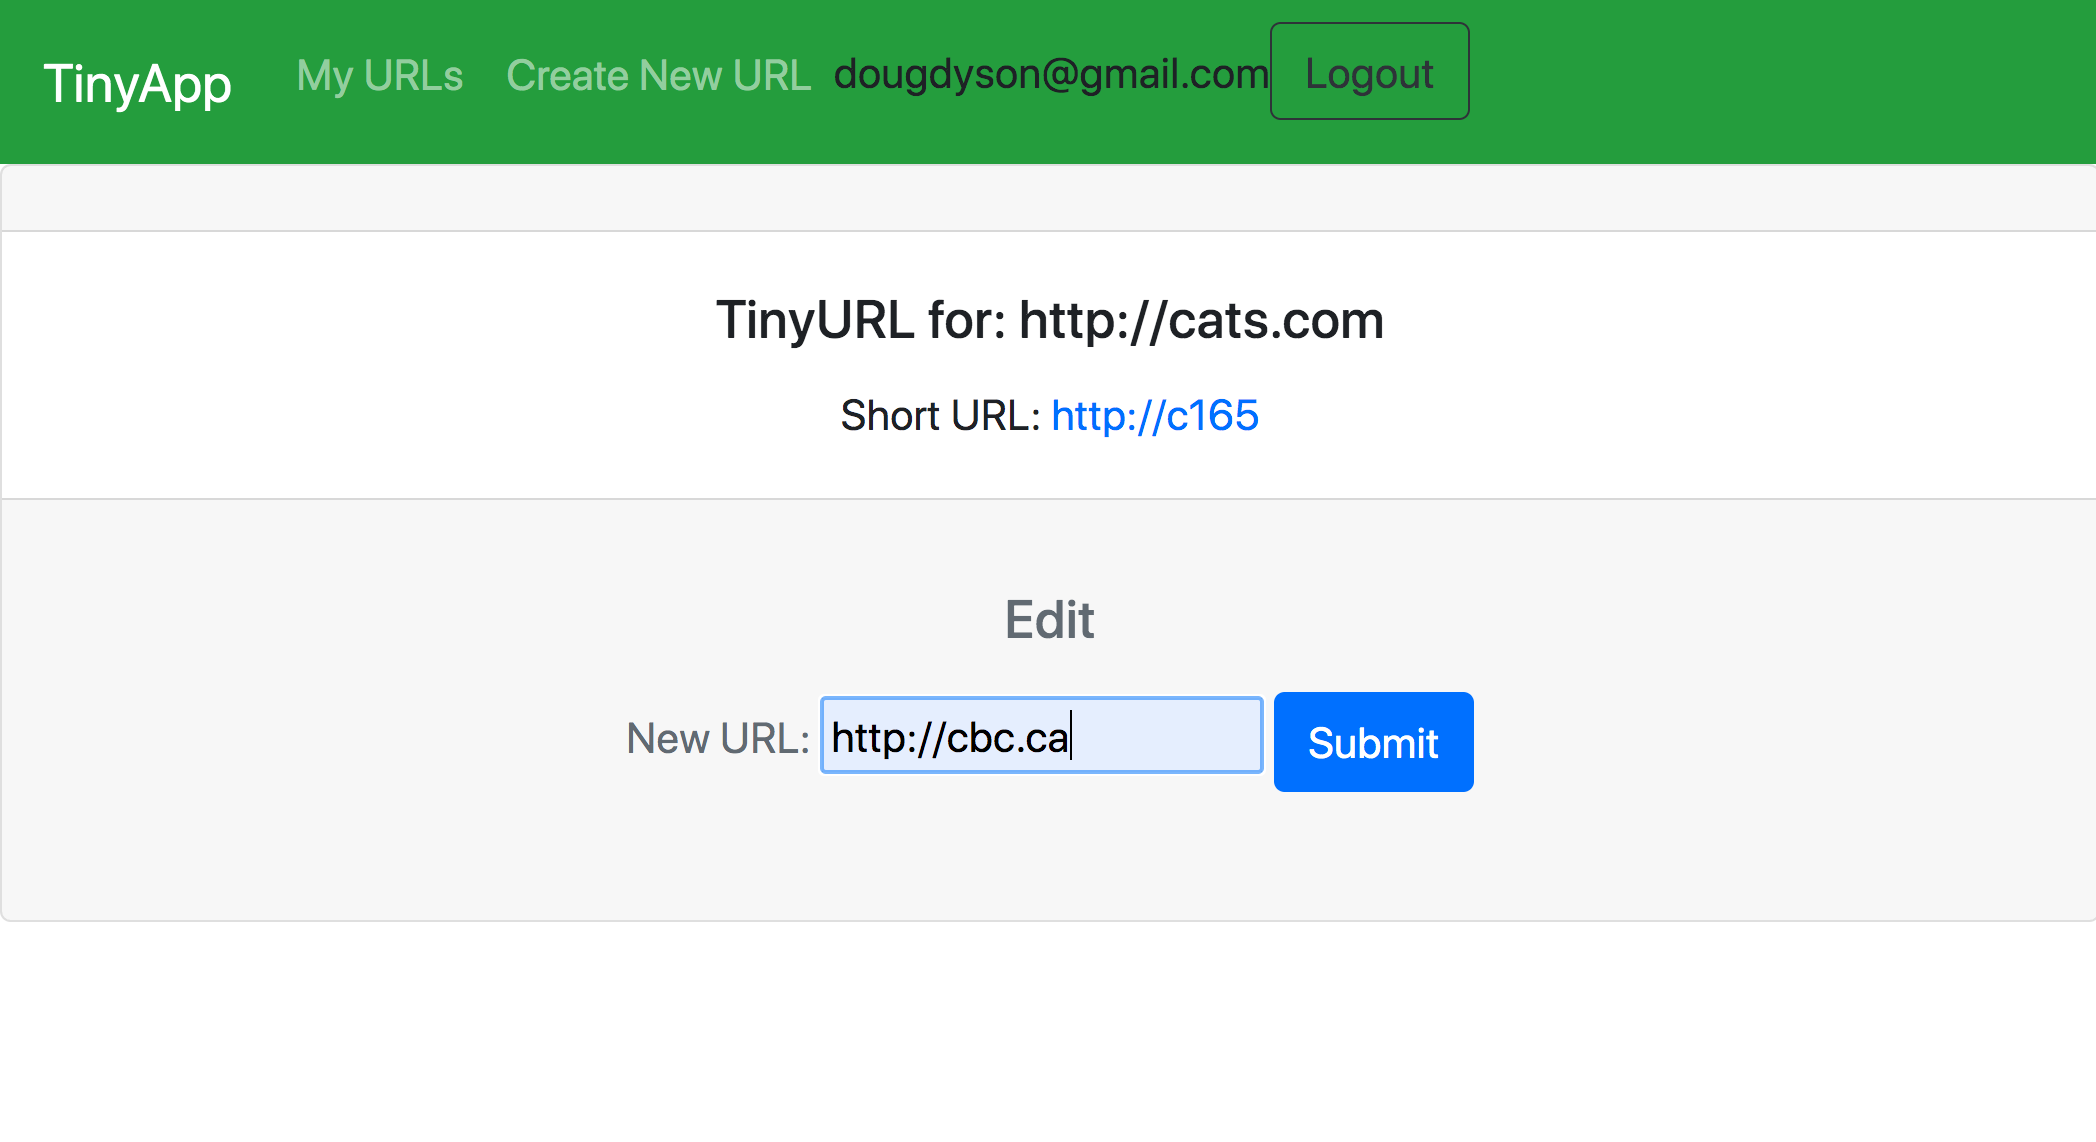 TinyApp My URLs Create New URL dougdyson@gmail.com Logout
TinyURL for: http://cats.com
Short URL: http://c165
Edit
New URL: http://cbc.ca Submit